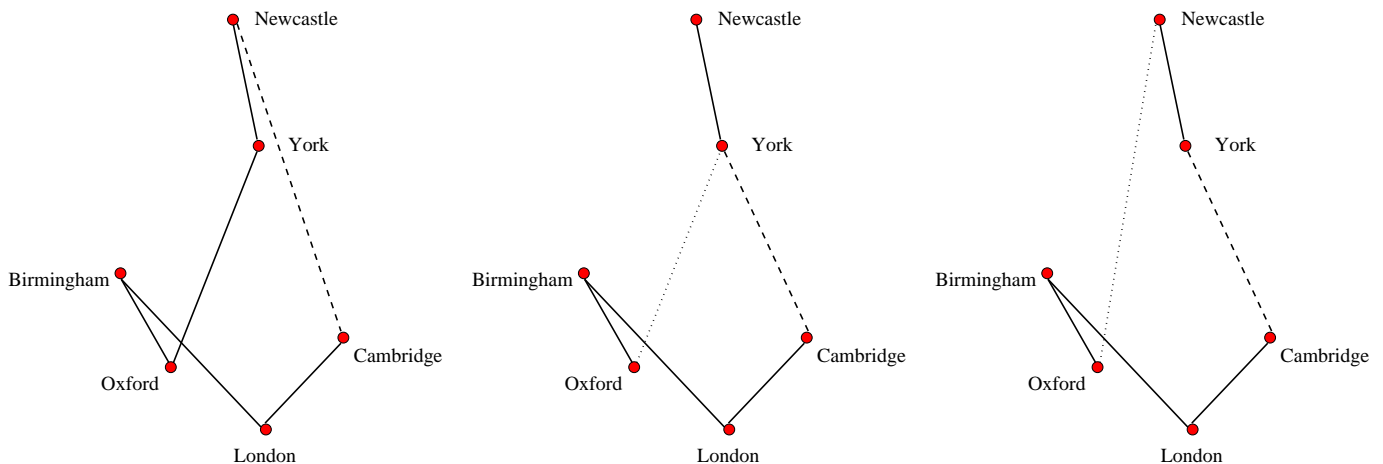 Newcastle
York
Birmingham
Cambridge
Oxford
London
Newcastle
York
Birmingham
Cambridge
Oxford
London
Newcastle
York
Birmingham
Cambridge
Oxford
London